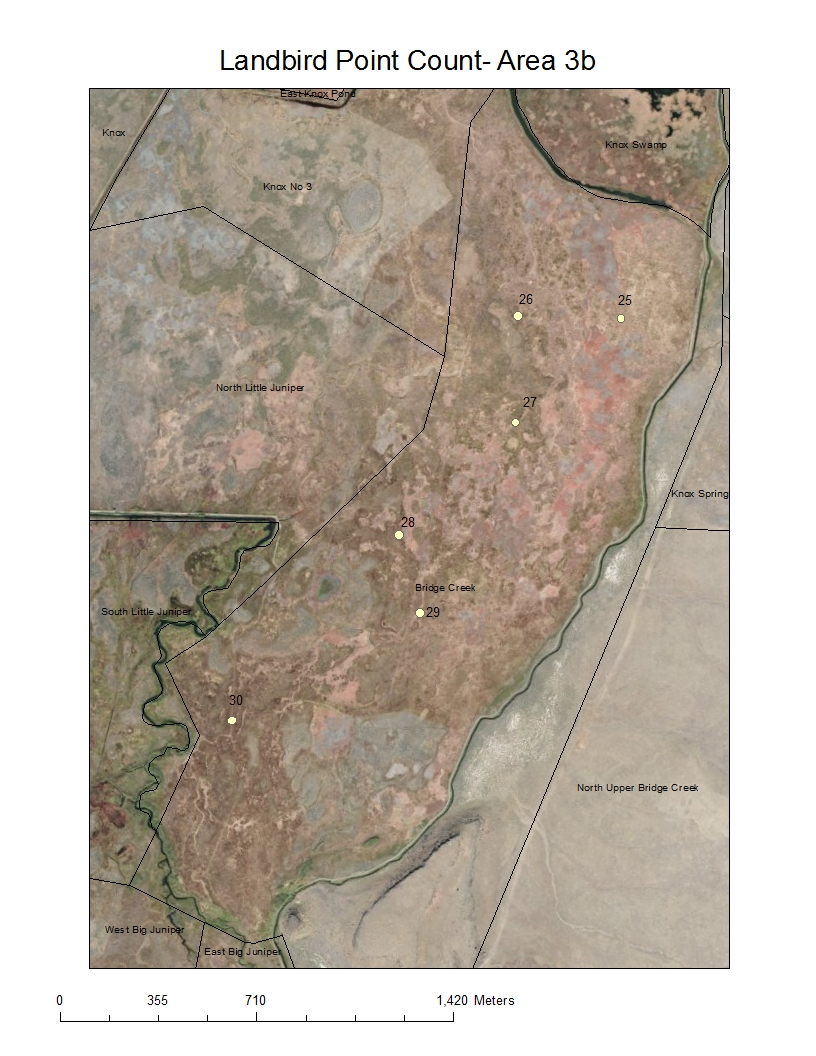 Landbird Point Count- Area 3b
East Knox Pond
Knox
Knox Swamp
Knox No 3
26
25
North Little Juniper
27
Knox Spring
28
Bridge Creek
South Little Juniper
29
30
North Upper Bridge Creek
West Big Juniper
East Big Juniper
0 355 710 1,420 Meters